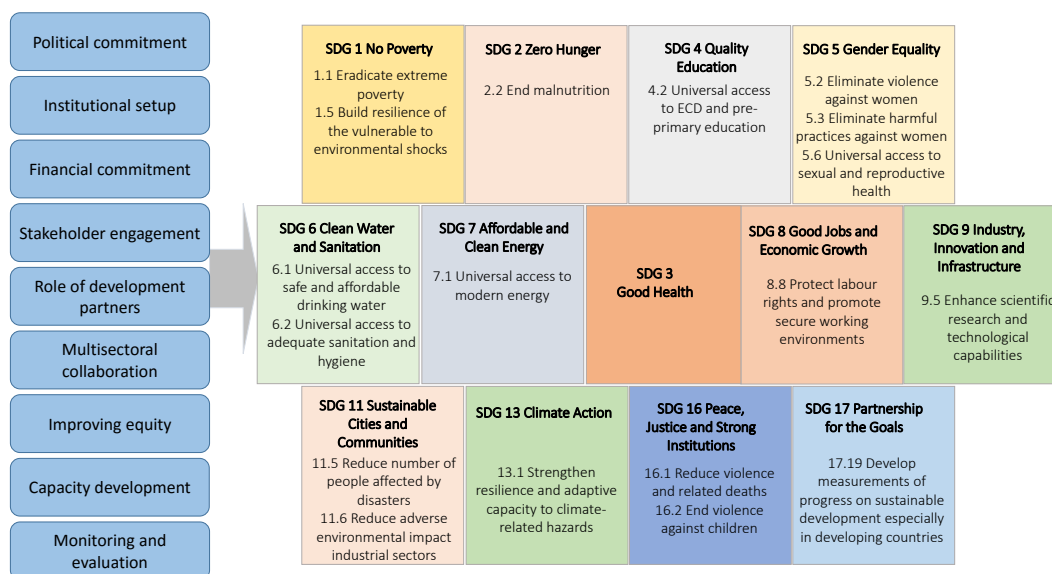 Political commitment
Institutional setup
Financial commitment
Stakeholder engagement
Role of development
partners
Multisectoral
collaboration
Improving equity
Capacity development
Monitoring and
evaluation
SDG 1 No Poverty
1.1 Eradicate extreme
poverty
1.5 Build resilience of
the vulnerable to
environmental shocks
SDG 2 Zero Hunger
2.2 End malnutrition
SDG 4 Quality
Education
4.2 Universal access
to ECD and pre-
primary education
SDG 5 Gender Equality
5.2 Eliminate violence
against women
5.3 Eliminate harmful
practices against women
5.6 Universal access to
sexual and reproductive
health
SDG 6 Clean Water
and Sanitation
6.1 Universal access to
safe and affordable
drinking water
6.2 Universal access to
adequate sanitation and
hygiene
SDG 7 Affordable and
Clean Energy
7.1 Universal access to
modern energy
SDG 3
Good Health
SDG 8 Good Jobs and
Economic Growth
8.8 Protect labour
rights and promote
secure working
environments
SDG 9 Industry,
Innovation and
Infrastructure
9.5 Enhance scientific
research and
technological
capabilities
SDG 11 Sustainable
Cities and
Communities
11.5 Reduce number of
people affected by
disasters
11.6 Reduce adverse
environmental impact
industrial sectors
SDG 13 Climate Action
13.1 Strengthen
resilience and adaptive
capacity to climate-
related hazards
SDG 16 Peace,
Justice and Strong
Institutions
16.1 Reduce violence
and related deaths
16.2 End violence
against children
SDG 17 Partnership
for the Goals
17.19 Develop
measurements of
progress on sustainable
development especially
in developing countries